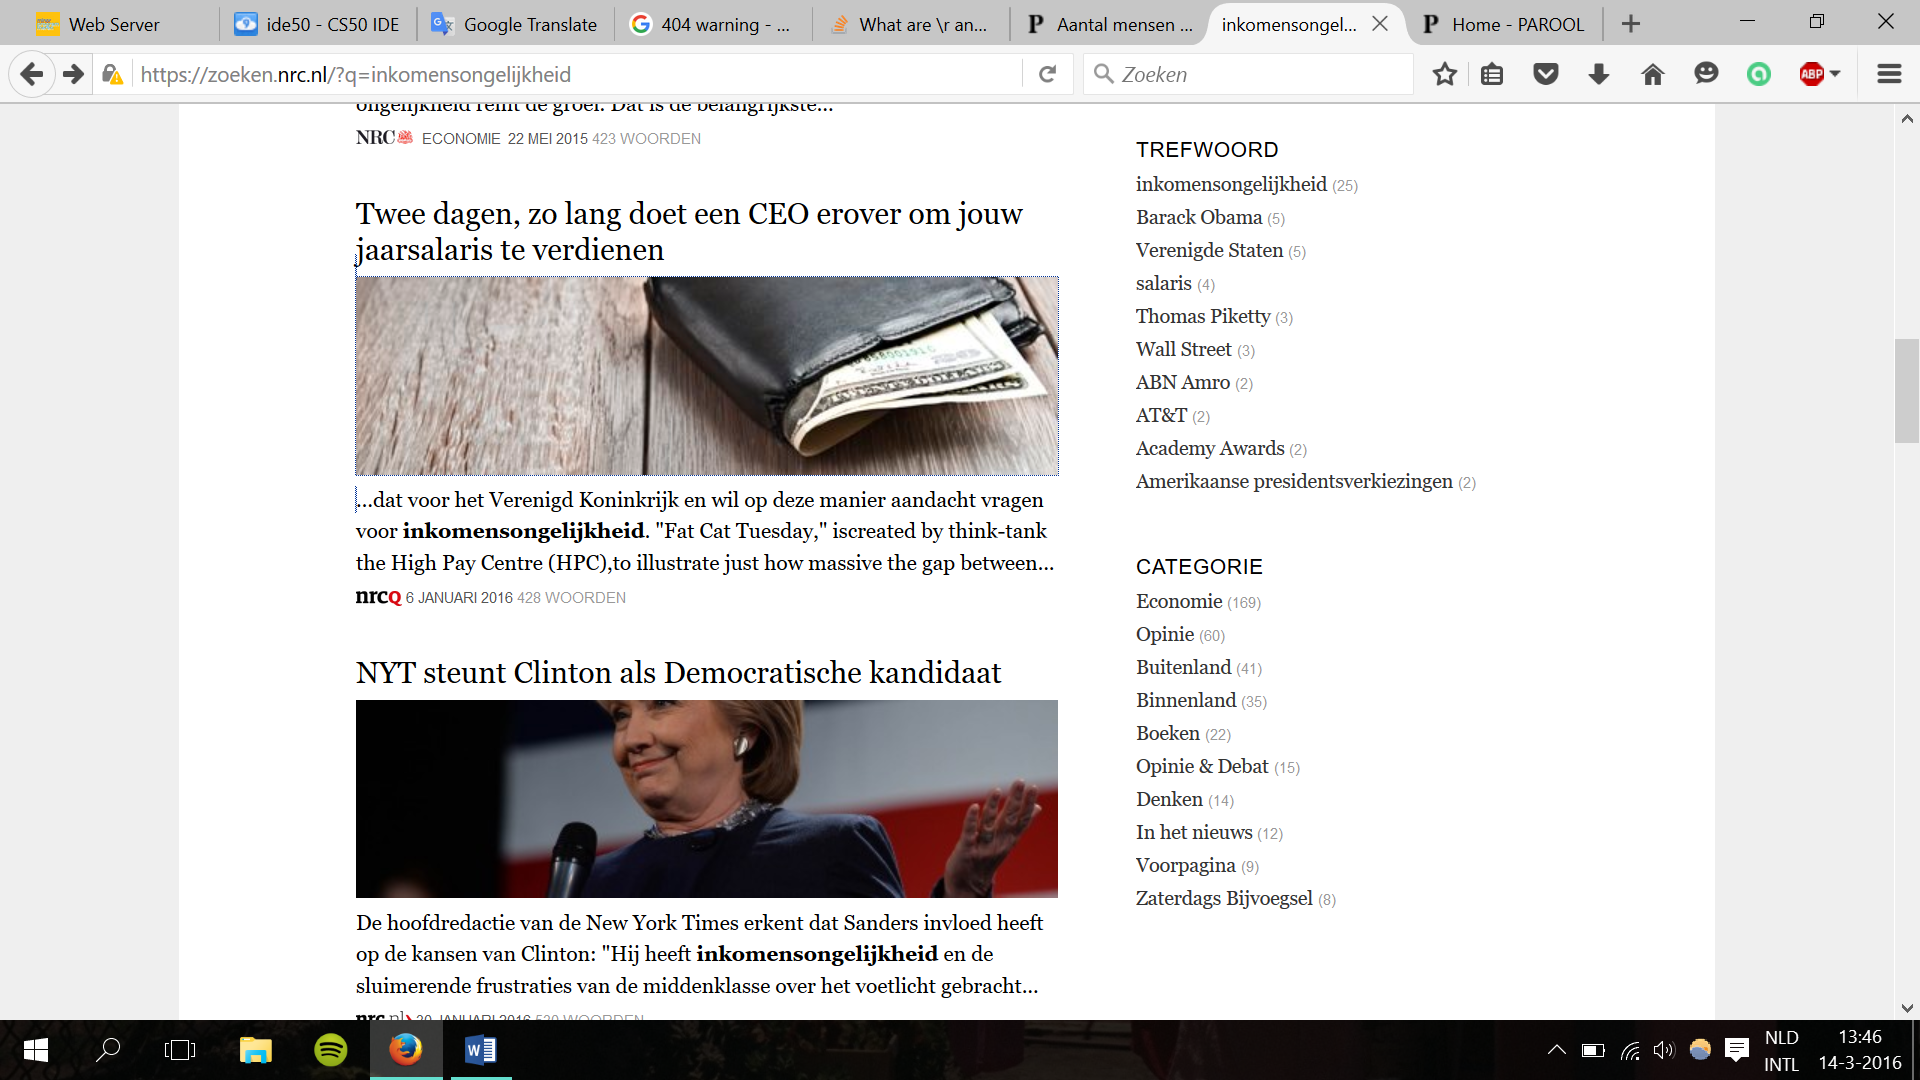 Web Server
ide50 - CS50 IDE
Google Translate
404 warning - ...
What are \r an...
Aantal mensen ...
inkomensongel...
Home - PAROOL
https://zoeken.nrc.nl/?q=inkomensongelijkheid
Zoeken
ABP
ongelijkheid remt de groei. Dat is de belangrijkste...
NRC ECONOMIE 22 MEI 2015 423 WOORDEN
Twee dagen, zo lang doet een CEO erover om jouw
jaarsalaris te verdienen
...dat voor het Verenigd Koninkrijk en wil op deze manier aandacht vragen
voor inkomensongelijkheid. "Fat Cat Tuesday," iscreated by think-tank
the High Pay Centre (HPC),to illustrate just how massive the gap between...
nrcQ 6 JANUARI 2016 428 WOORDEN
NYT steunt Clinton als Democratische kandidaat
De hoofdredactie van de New York Times erkent dat Sanders invloed heeft
op de kansen van Clinton: "Hij heeft inkomensongelijkheid en de
sluimerende frustraties van de middenklasse over het voetlicht gebracht...
TREFWOORD
inkomensongelijkheid (25)
Barack Obama (5)
Verenigde Staten (5)
salaris (4)
Thomas Piketty (3)
Wall Street (3)
ABN Amro (2)
AT&T (2)
Academy Awards (2)
Amerikaanse presidentsverkiezingen (2)
CATEGORIE
Economie (169)
Opinie (60)
Buitenland (41)
Binnenland (35)
Boeken (22)
Opinie & Debat (15)
Denken (14)
In het nieuws (12)
Voorpagina (9)
Zaterdags Bijvoegsel (8)
NLD
INTL
13:46
14-3-2016